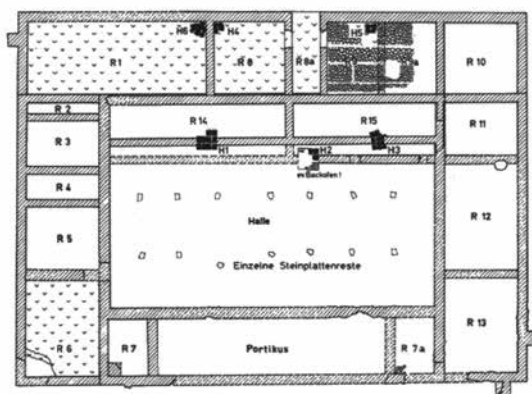 H6
H4
H5
R 1
R 8
R 8a
R 10
R 2
R 14
R 15
R 11
R 3
H1
H2
H3
ev. Backofen !
R 4
Halle
R 5
R 12
Einzelne Steinplattenreste
R 6
R 7
Portikus
R 7a
R 13